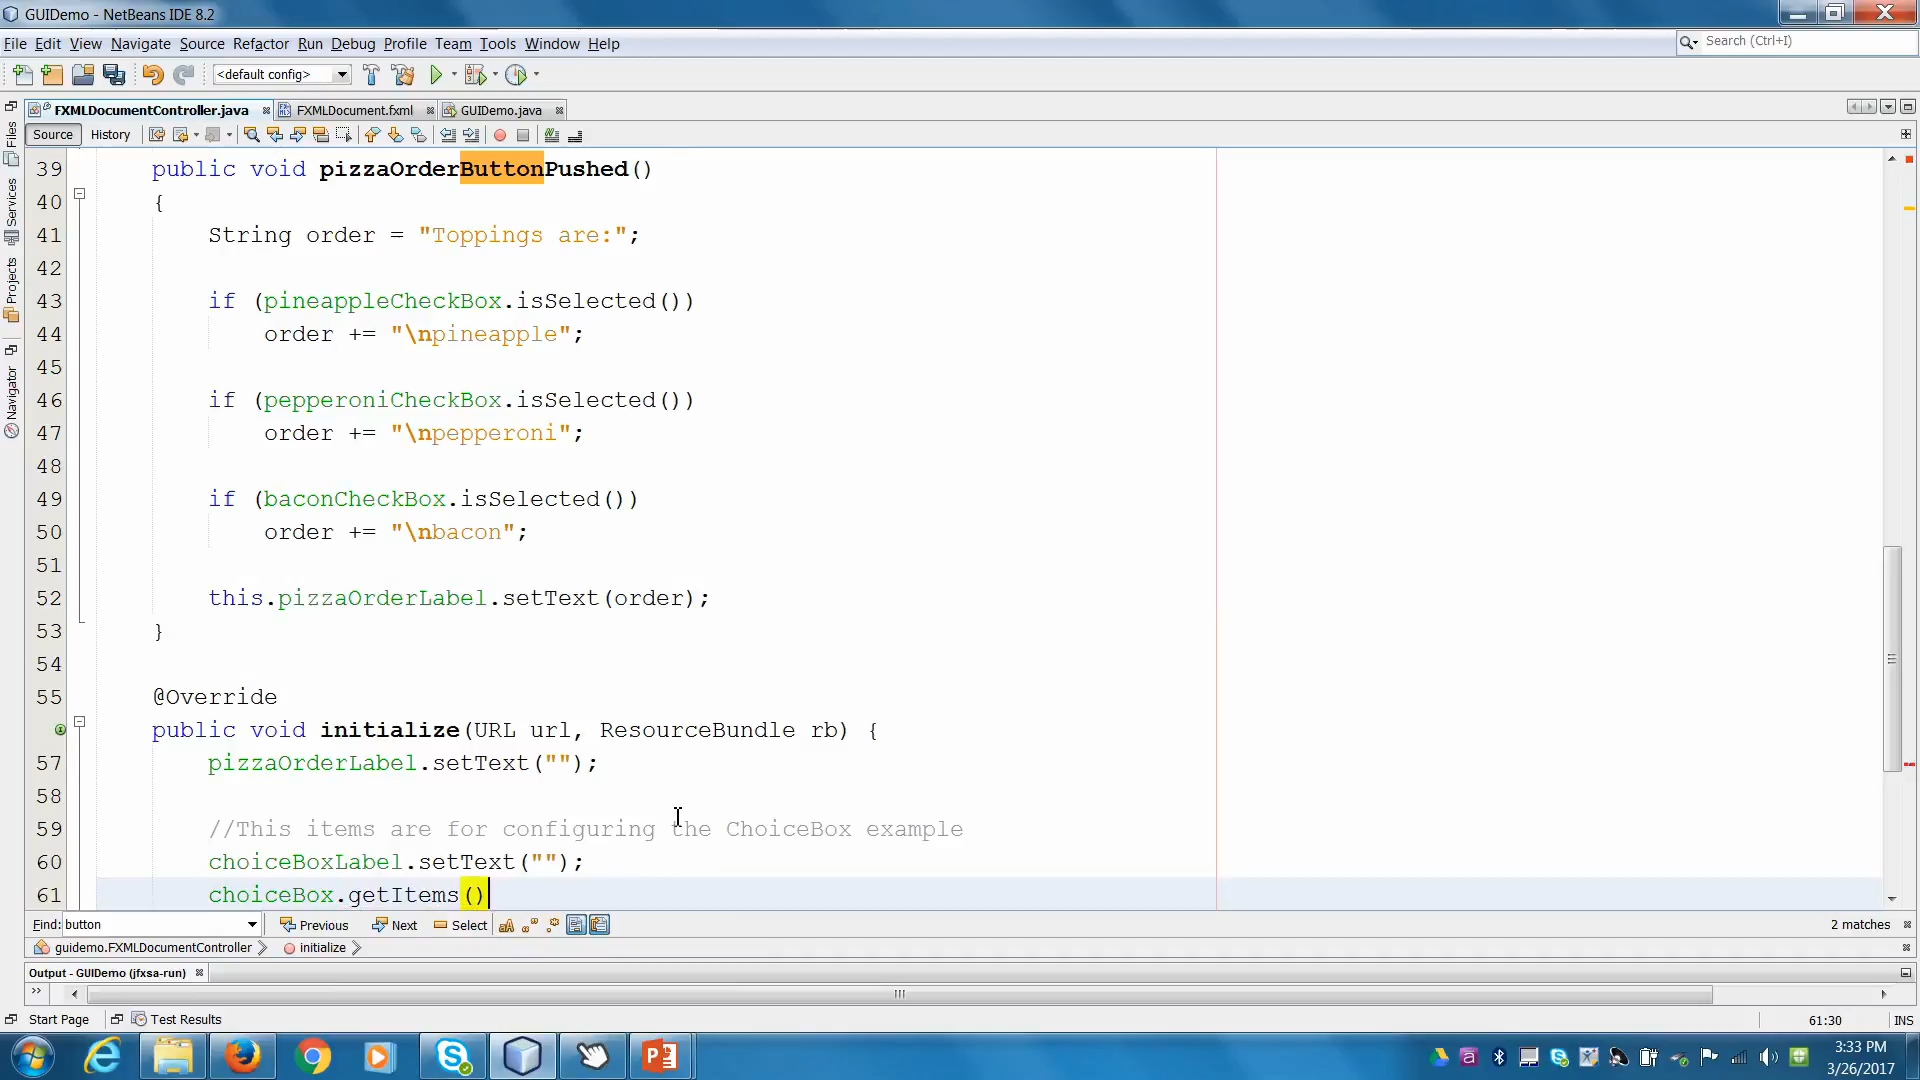 GUIDemo - NetBeans IDE 8.2
File Edit View Navigate Source Refactor Run Debug Profile Team Tools Window Help
Search (Ctrl+I)
<default config>
FXMLDocumentController.java FXMLDocument.fxml GUIDemo.java
Source History
Files
Services
Projects
Navigator
39 public void pizzaOrderButtonPushed()
40 {
41 String order = "Toppings are:";
42
43 if (pineappleCheckBox.isSelected())
44 order += "\npineapple";
45
46 if (pepperoniCheckBox.isSelected())
47 order += "\npepperoni";
48
49 if (baconCheckBox.isSelected())
50 order += "\nbacon";
51
52 this.pizzaOrderLabel.setText(order);
53 }
54
55 @Override
public void initialize(URL url, ResourceBundle rb) {
57 pizzaOrderLabel.setText("");
58
59 //This items are for configuring the ChoiceBox example
60 choiceBoxLabel.setText("");
61 choiceBox.getItems()
Find: button Previous Next Select 2 matches
guidemo.FXMLDocumentController initialize
Output - GUIDemo (jfxsa-run)
Start Page Test Results 61:30 INS
3:33 PM
3/26/2017